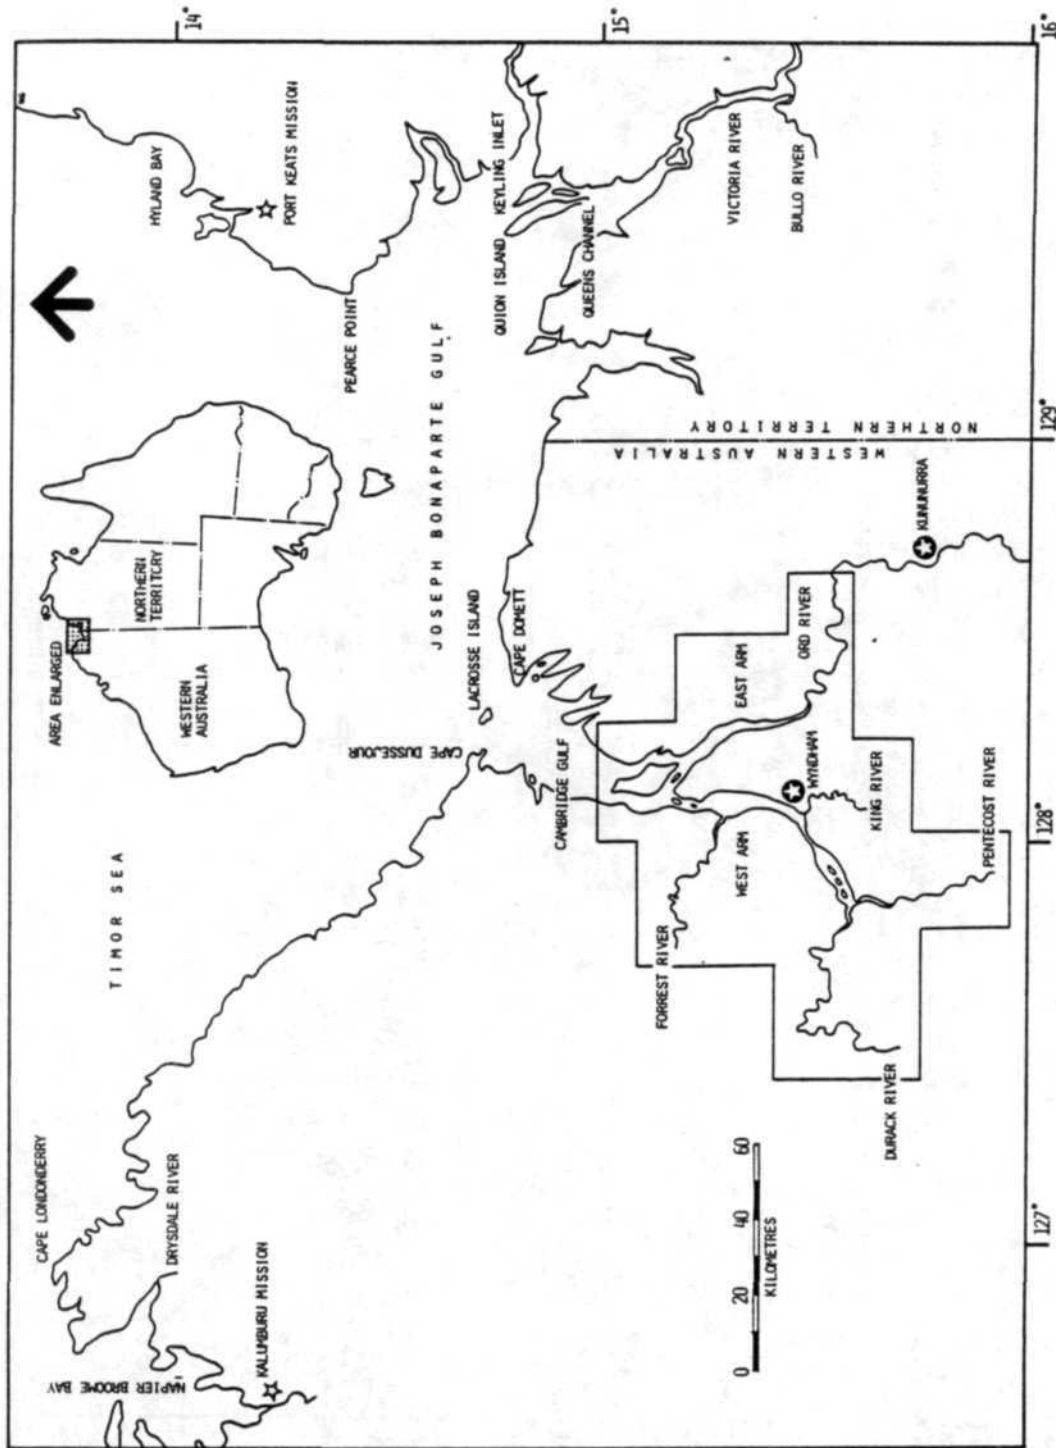 14°
15°
16°
HYLAND BAY
PORT KEATS MISSION
PEARCE POINT
QUION ISLAND
KEYLING INLET
QUEENS CHANNEL
VICTORIA RIVER
BULLO RIVER
JOSEPH BONAPARTE GULF
AREA ENLARGED
NORTHERN
TERRITORY
WESTERN
AUSTRALIA
129°
NORTHERN TERRITORY
WESTERN AUSTRALIA
KUNUNURRA
LACROSSE ISLAND
CAPE DOMETT
CAPE DUSSEJOUR
CAMBRIDGE GULF
EAST ARM
ORD RIVER
WYNDHAM
KING RIVER
WEST ARM
PENTECOST RIVER
128°
TIMOR SEA
FORREST RIVER
DURACK RIVER
CAPE LONDONDERRY
DRYSDALE RIVER
KALUMBURU MISSION
NAPIER BROOME BAY
0 20 40 60
KILOMETRES
127°